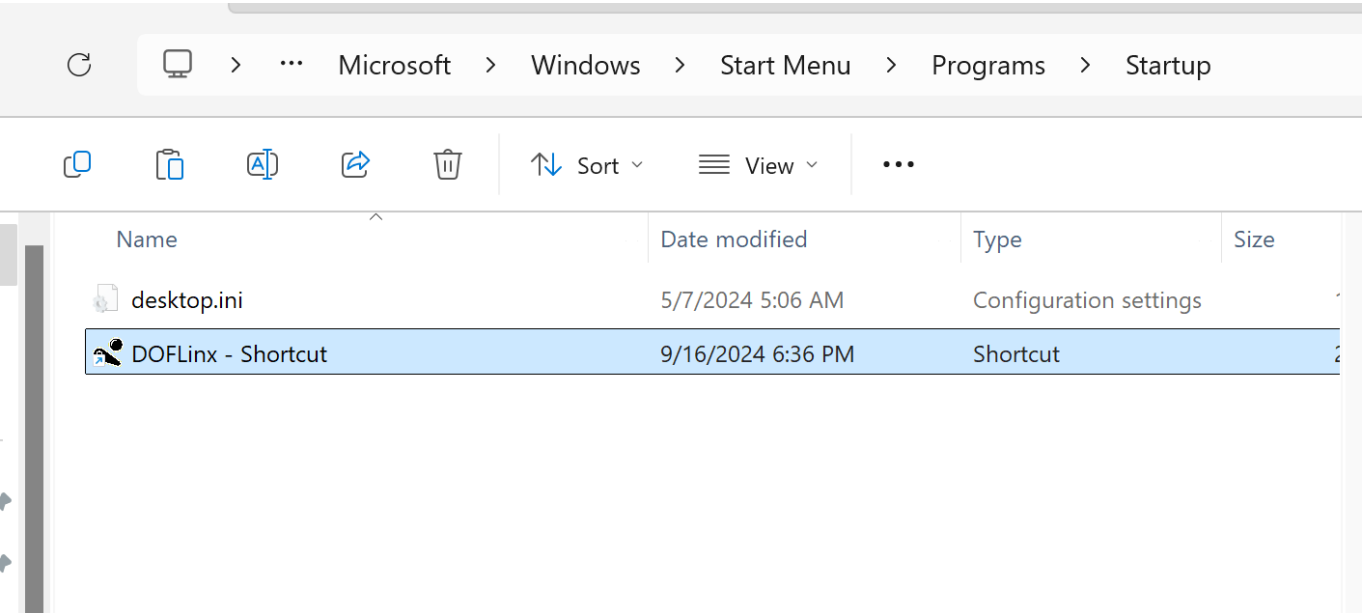 Microsoft > Windows > Start Menu > Programs > Startup
Sort View
Name Date modified Type Size
desktop.ini 5/7/2024 5:06 AM Configuration settings
DOFLinx - Shortcut 9/16/2024 6:36 PM Shortcut